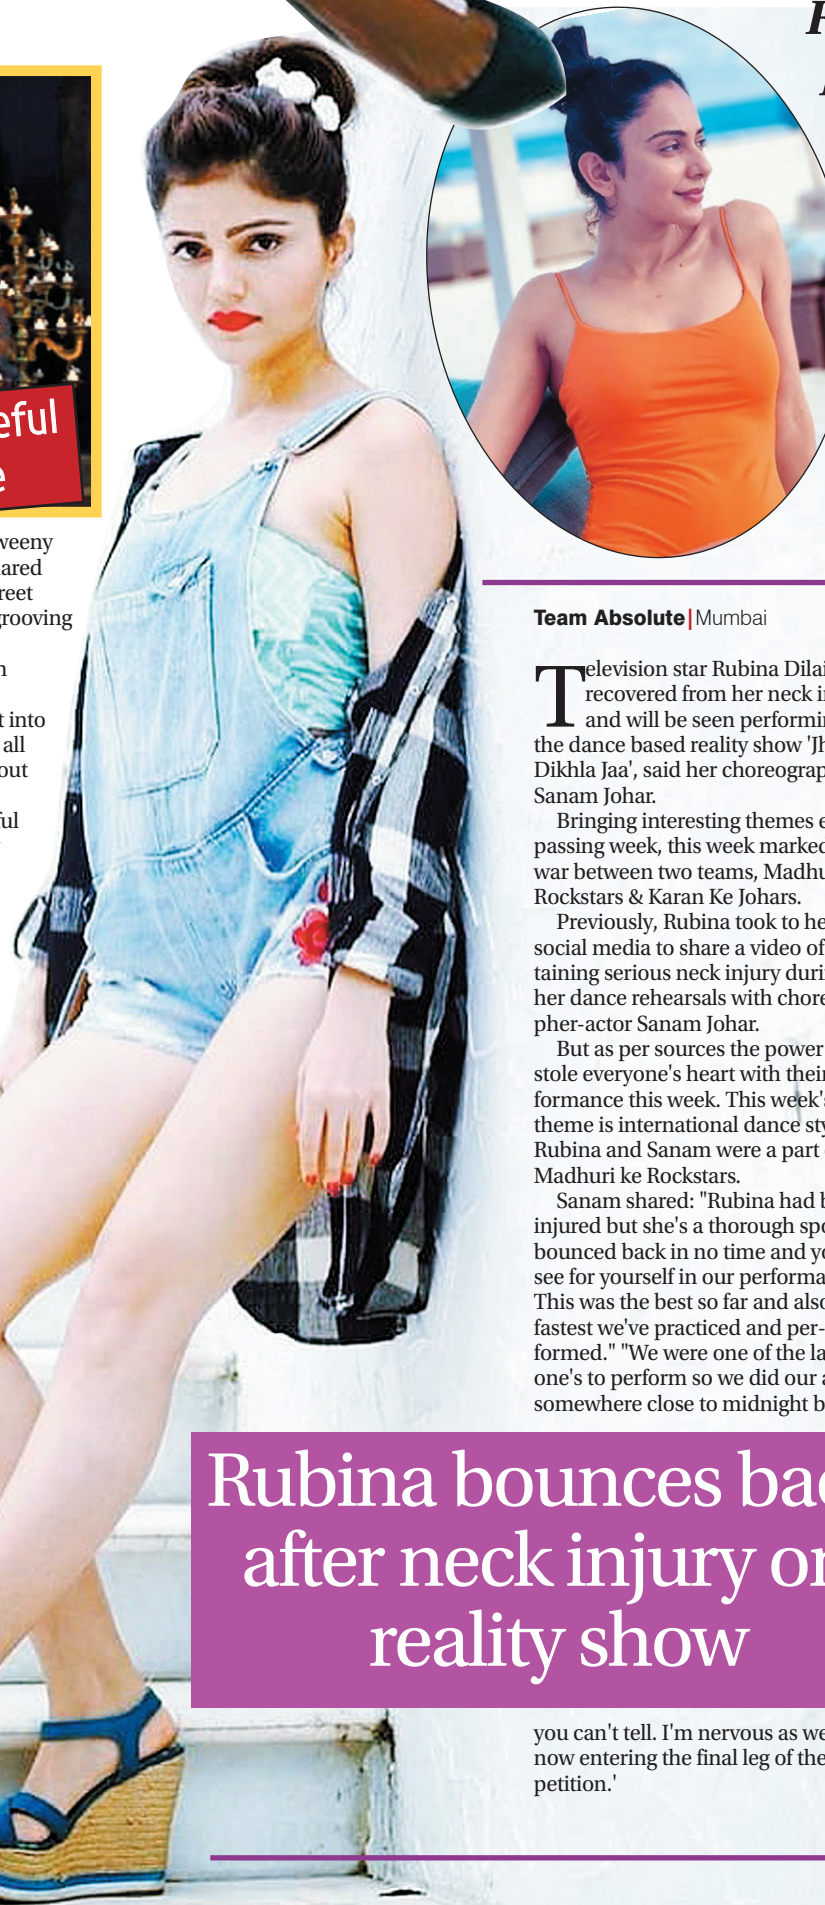 eful
e
weeny
ared
reet
grooving
n
t into
all
out
ful
Team Absolute|Mumbai
Television star Rubina Dilai
recovered from her neck i
and will be seen performi
the dance based reality show 'Jh
Dikhla Jaa', said her choreograp
Sanam Johar.
Bringing interesting themes e
passing week, this week marked
war between two teams, Madhu
Rockstars & Karan Ke Johars.
Previously, Rubina took to he
social media to share a video of
taining serious neck injury duri
her dance rehearsals with chore
pher-actor Sanam Johar.
But as per sources the power
stole everyone's heart with their
formance this week. This week's
theme is international dance sty
Rubina and Sanam were a part
Madhuri ke Rockstars.
Sanam shared: "Rubina had b
injured but she's a thorough spo
bounced back in no time and yo
see for yourself in our performa
This was the best so far and also
fastest we've practiced and per-
formed." "We were one of the la
one's to perform so we did our a
somewhere close to midnight b
Rubina bounces bac
after neck injury on
reality show
you can't tell. I'm nervous as we
now entering the final leg of the
petition.'